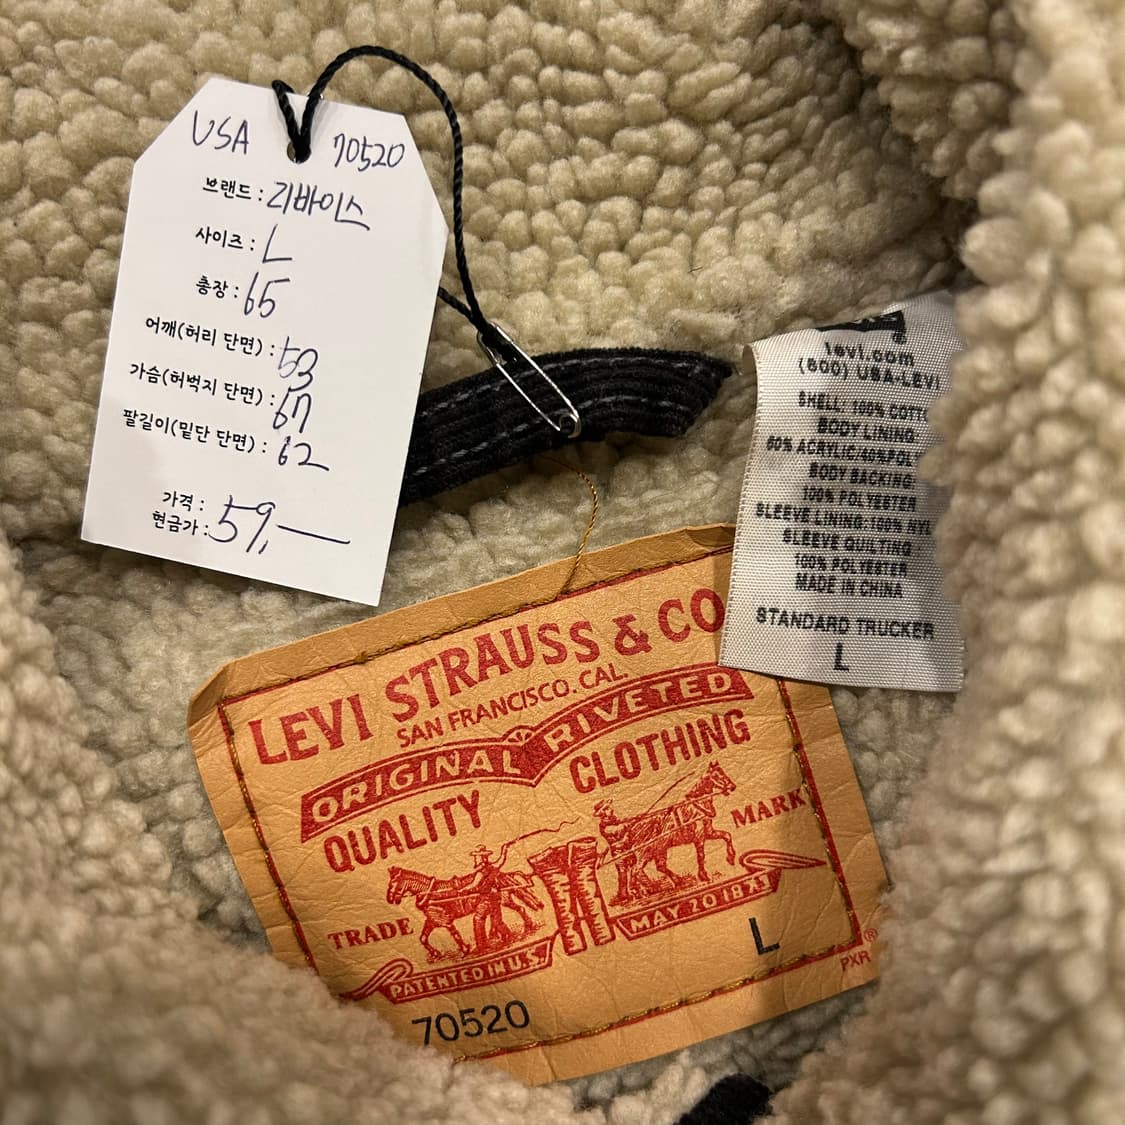 USA 70520
브랜드 : 리바이스
사이즈 : L
총장 : 65
어깨(허리 단면) : 53
가슴(허벅지 단면) : 67
팔길이(밑단 단면) : 62
가격 :
현금가 : 59,—
levi.com
(800) USA-LEVI
SHELL: 100% COTT
BODY LINING
60% ACRYLIC/40%POL
BODY BACKING:
100% POLYESTER
SLEEVE LINING: 100% NYL
SLEEVE QUILTING
100% POLYESTER
MADE IN CHINA
STANDARD TRUCKER
L
LEVI STRAUSS & CO
SAN FRANCISCO. CAL.
ORIGINAL RIVETED
QUALITY CLOTHING
TRADE MARK
PATENTED IN U.S. MAY 20 1873
L
70520
® PXR